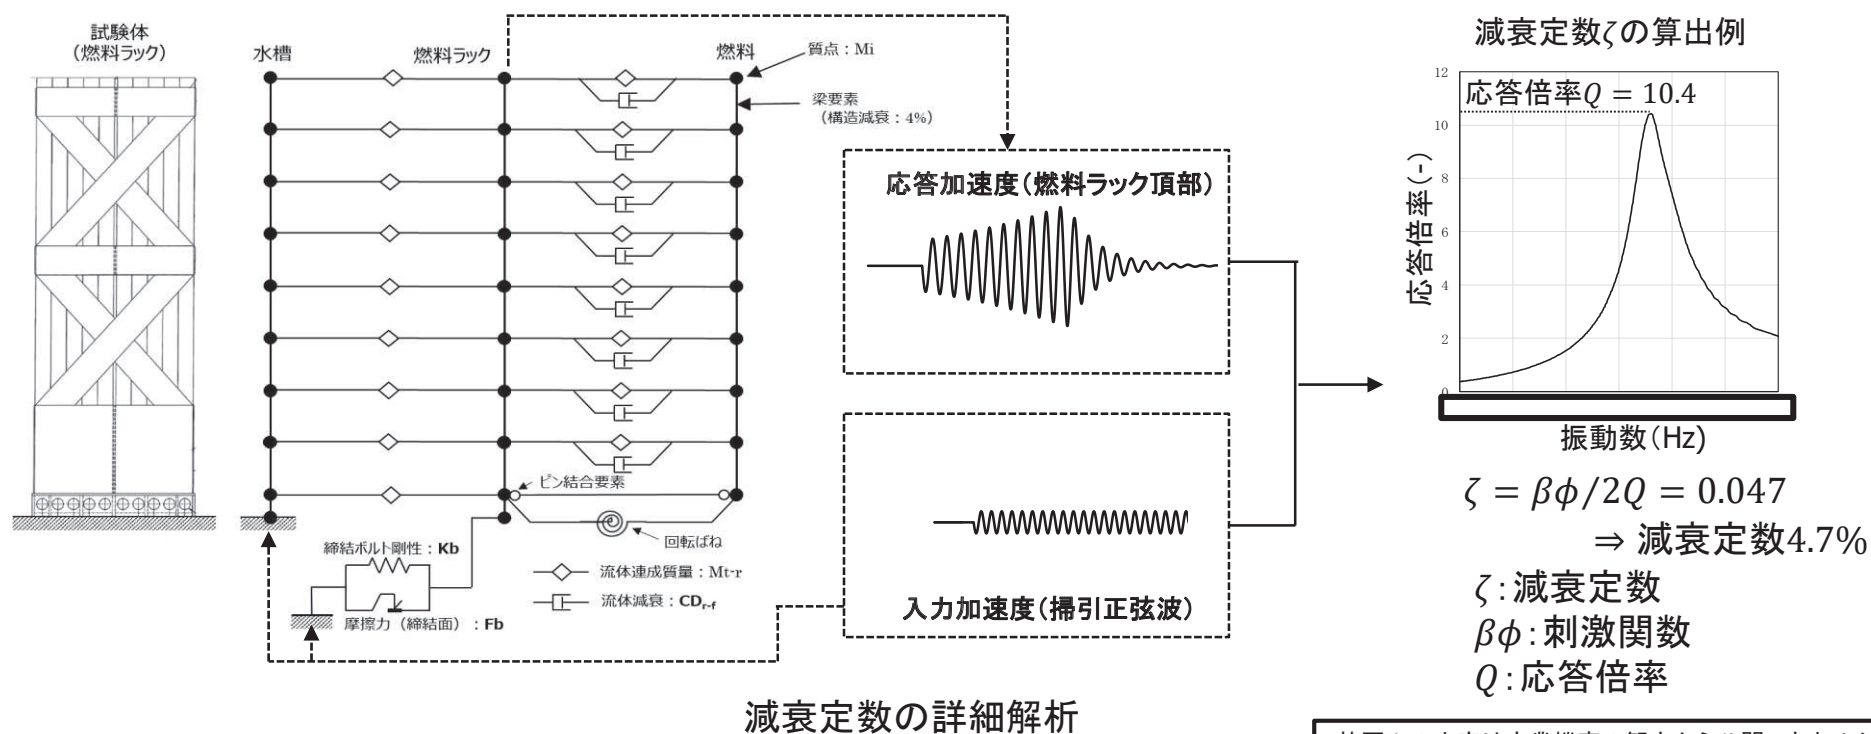 試験体
(燃料ラック)
水槽
燃料ラック
燃料
質点：Mi
梁要素
（構造減衰：4%）
ピン結合要素
回転ばね
締結ボルト剛性：Kb
摩擦力（締結面）：Fb
流体連成質量：Mt-r
流体減衰：CDr-f
応答加速度（燃料ラック頂部）
入力加速度（掃引正弦波）
減衰定数ζの算出例
応答倍率Q = 10.4
応答倍率(-)
12
10
8
6
4
2
0
振動数(Hz)
ζ = βϕ/2Q = 0.047
⇒ 減衰定数4.7%
ζ:減衰定数
βϕ:刺激関数
Q:応答倍率
減衰定数の詳細解析